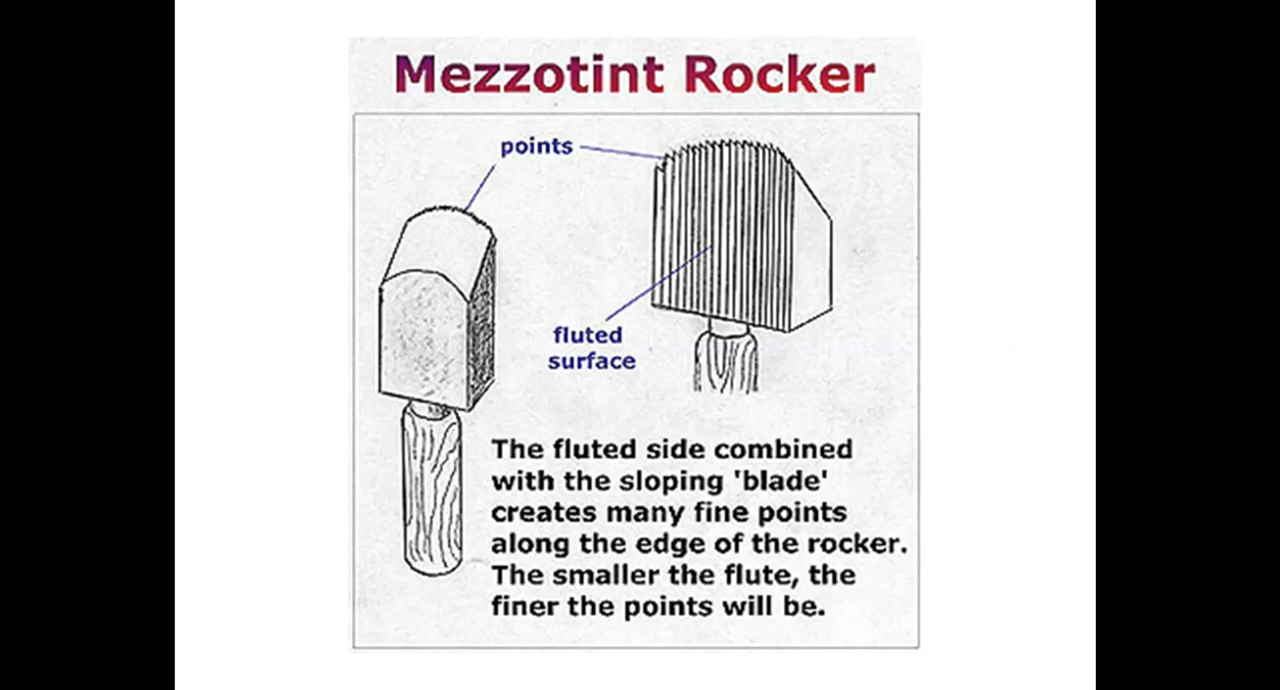 Mezzotint Rocker
points
fluted
surface
The fluted side combined
with the sloping 'blade'
creates many fine points
along the edge of the rocker.
The smaller the flute, the
finer the points will be.